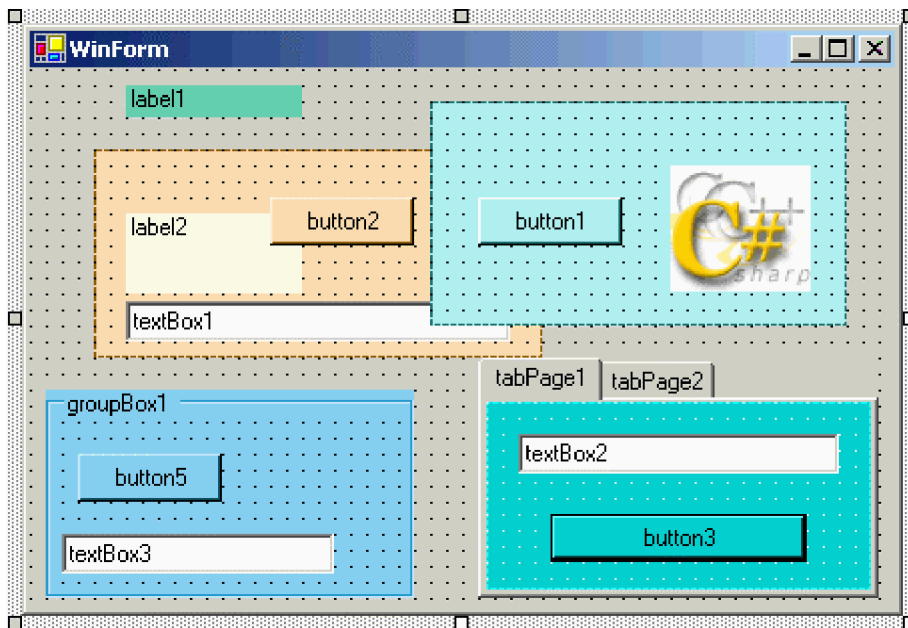 WinForm
label1
label2
button2
button1
C++
C#
sharp
textBox1
tabPage1
tabPage2
groupBox1
textBox2
button5
button3
textBox3